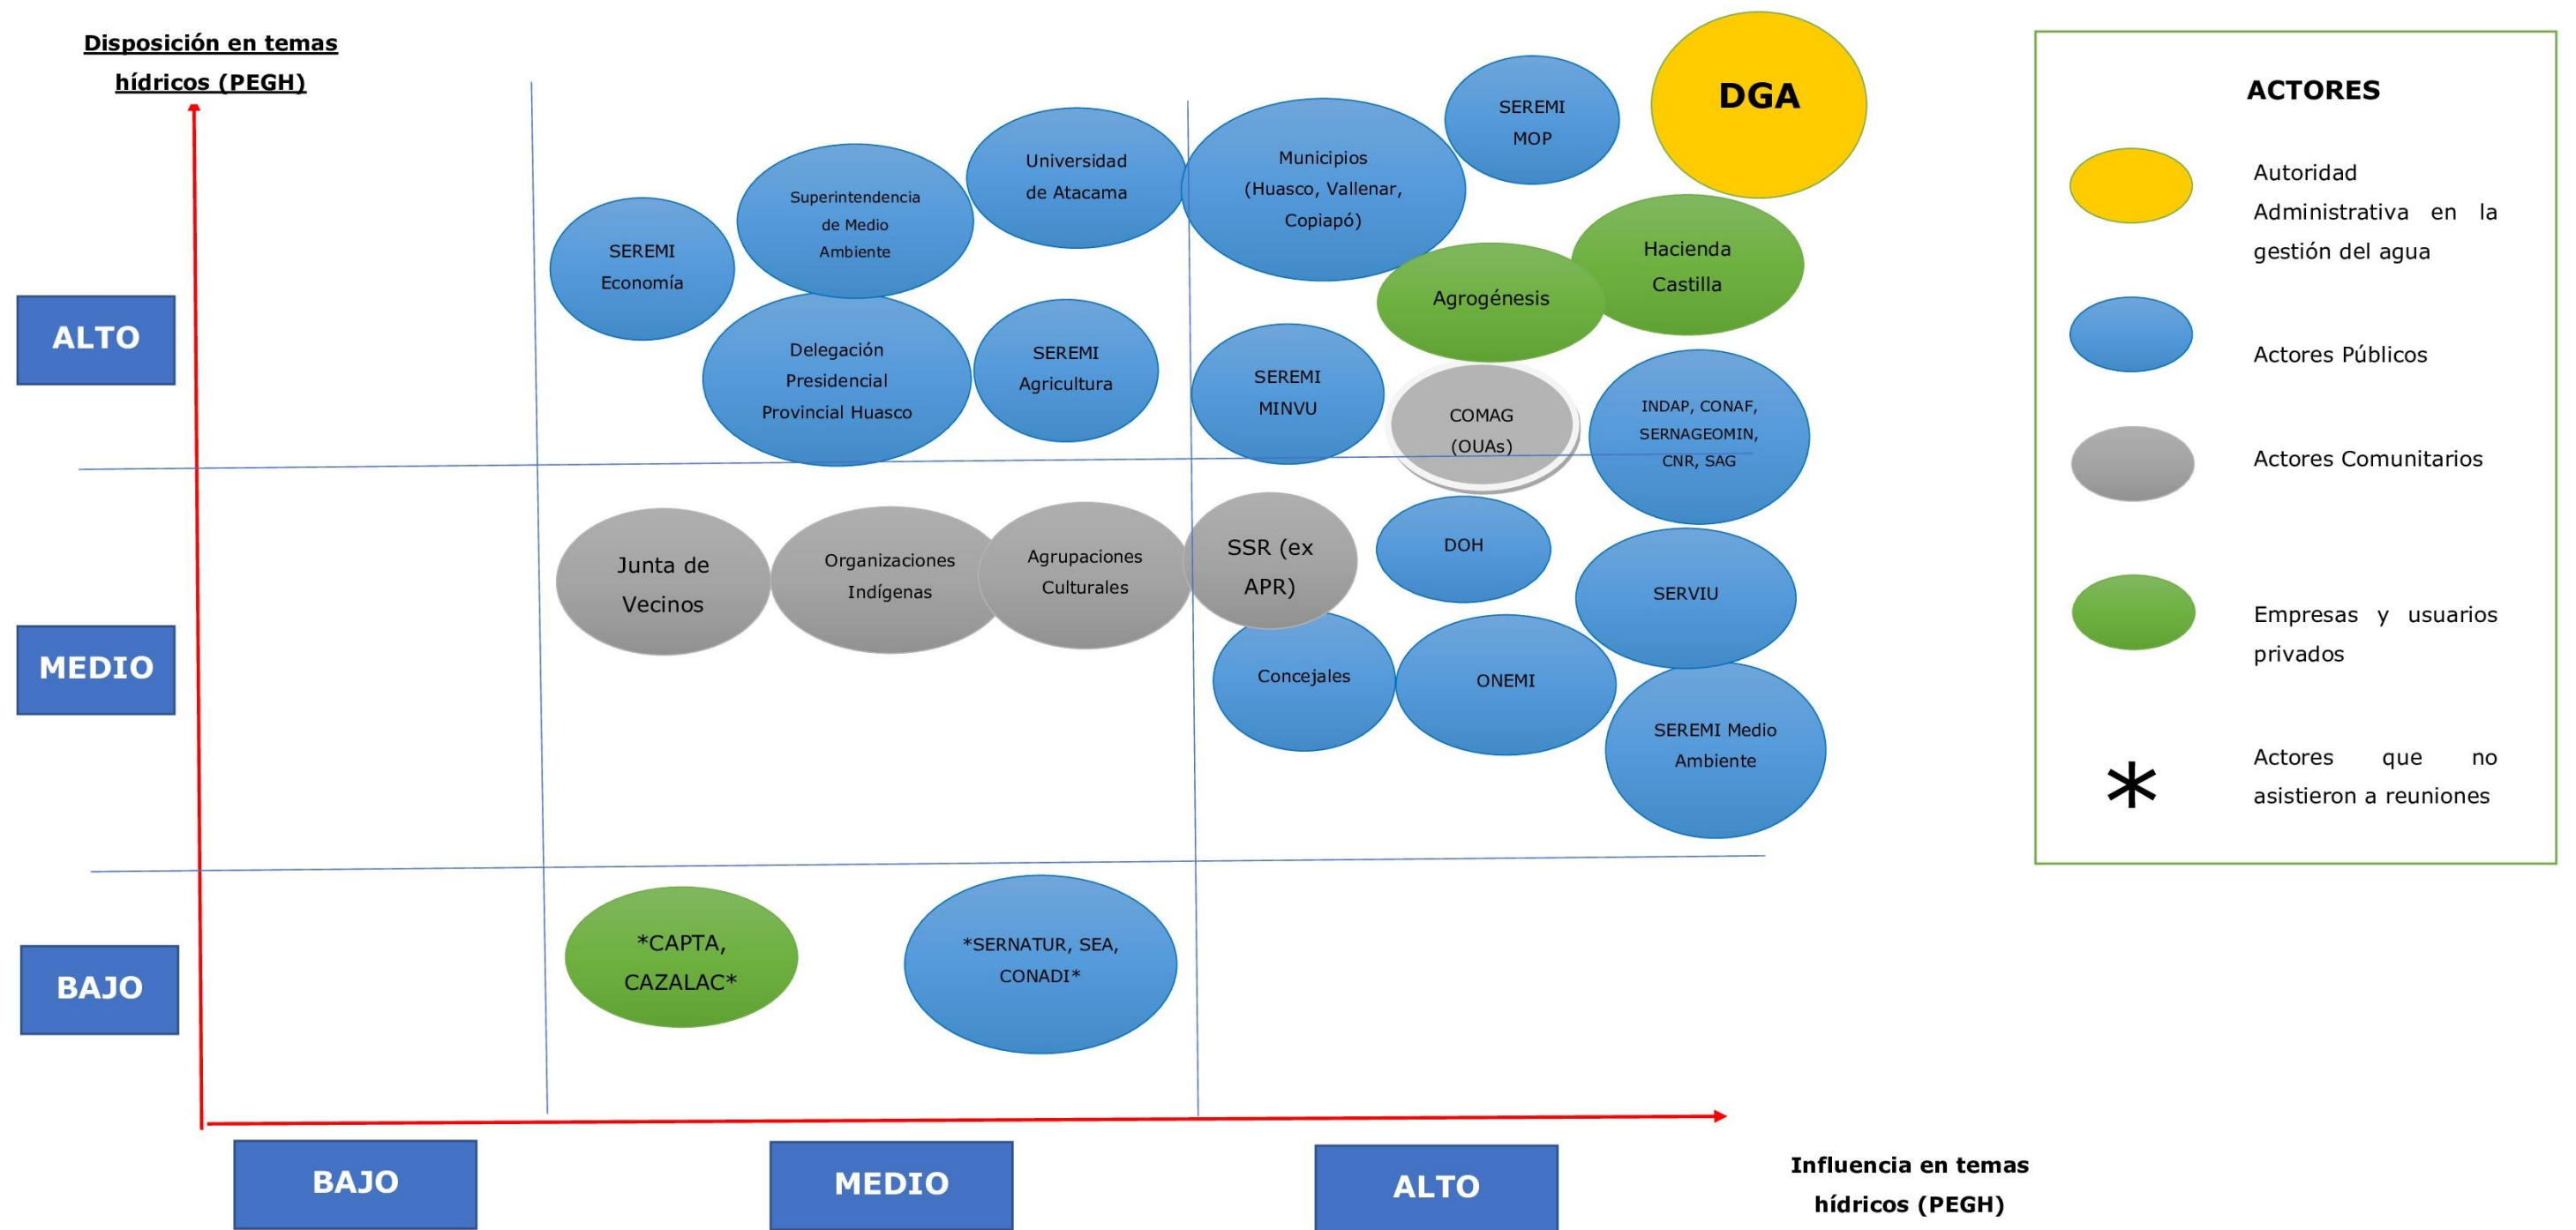 Disposición en temas
hídricos (PEGH)
ALTO
MEDIO
BAJO
SEREMI
Economía
Superintendencia
de Medio
Ambiente
Universidad
de Atacama
Delegación
Presidencial
Provincial Huasco
SEREMI
Agricultura
Municipios
(Huasco, Vallenar,
Copiapó)
SEREMI
MOP
DGA
Hacienda
Castilla
Agrogénesis
SEREMI
MINVU
COMAG
(OUAs)
INDAP, CONAF,
SERNAGEOMIN,
CNR, SAG
Junta de
Vecinos
Organizaciones
Indígenas
Agrupaciones
Culturales
SSR (ex
APR)
DOH
SERVIU
Concejales
ONEMI
SEREMI Medio
Ambiente
*CAPTA,
CAZALAC*
*SERNATUR, SEA,
CONADI*
BAJO
MEDIO
ALTO
Influencia en temas
hídricos (PEGH)
ACTORES
Autoridad
Administrativa en la
gestión del agua
Actores Públicos
Actores Comunitarios
Empresas y usuarios
privados
*
Actores que no
asistieron a reuniones